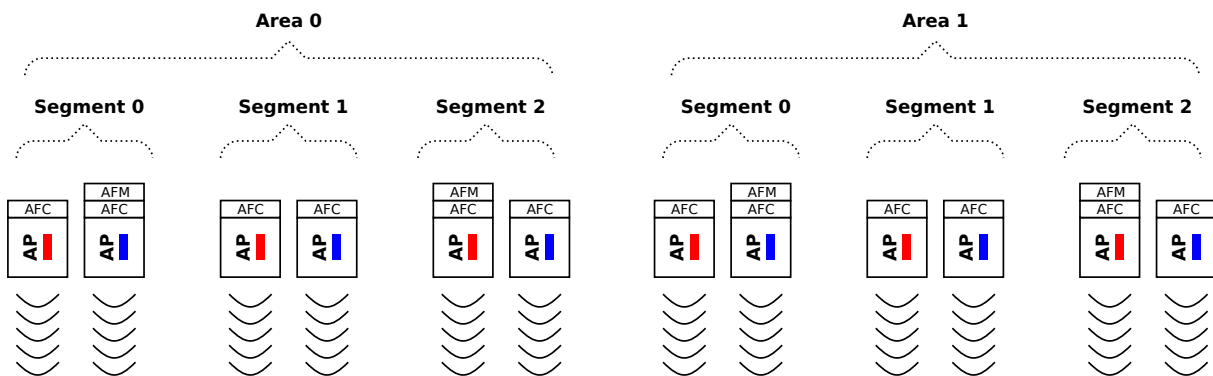 Area 0 Area 1
Segment 0 Segment 1 Segment 2 Segment 0 Segment 1 Segment 2
AFM AFM AFM AFM
AFC AFC AFC AFC AFC AFC AFC AFC AFC AFC AFC AFC
AP AP AP AP AP AP AP AP AP AP AP AP